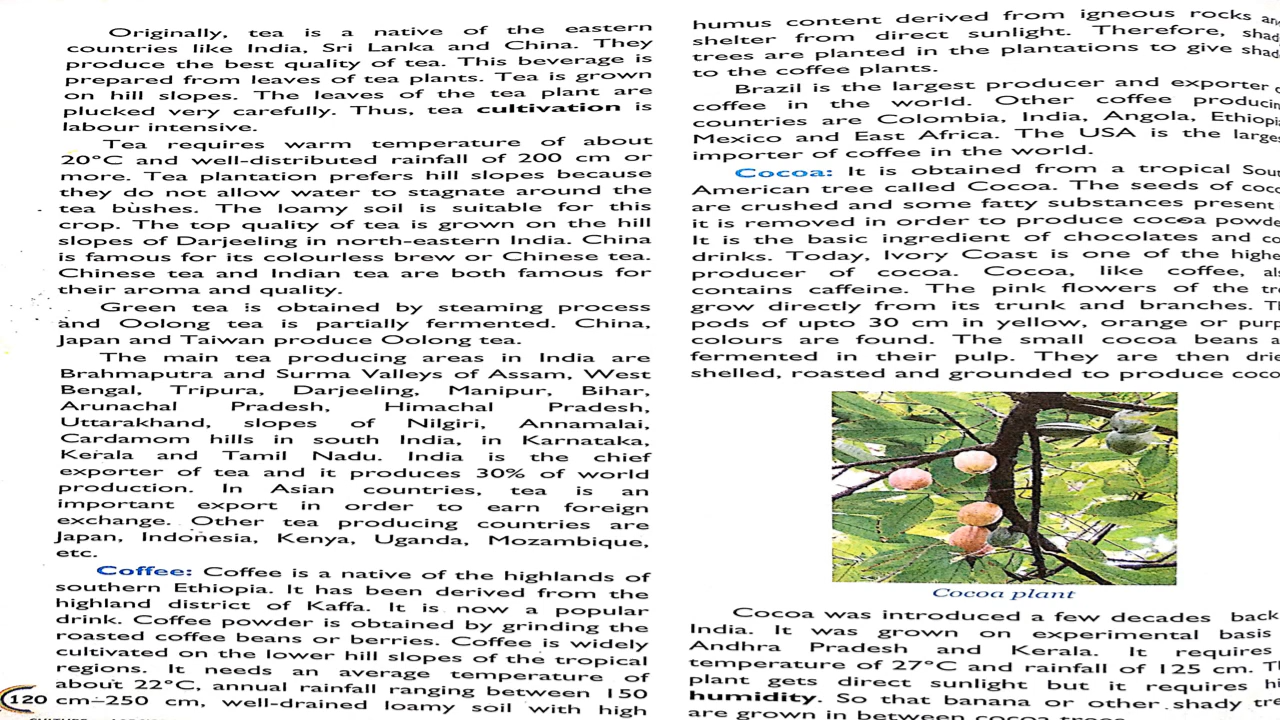 Originally, tea is a native of the eastern
countries like India, Sri Lanka and China. They
produce the best quality of tea. This beverage is
prepared from leaves of tea plants. Tea is grown
on hill slopes. The leaves of the tea plant are
plucked very carefully. Thus, tea cultivation is
labour intensive.
Tea requires warm temperature of about
20°C and well-distributed rainfall of 200 cm or
more. Tea plantation prefers hill slopes because
they do not allow water to stagnate around the
tea bushes. The loamy soil is suitable for this
crop. The top quality of tea is grown on the hill
slopes of Darjeeling in north-eastern India. China
is famous for its colourless brew or Chinese tea.
Chinese tea and Indian tea are both famous for
their aroma and quality.
Green tea is obtained by steaming process
and Oolong tea is partially fermented. China,
Japan and Taiwan produce Oolong tea.
The main tea producing areas in India are
Brahmaputra and Surma Valleys of Assam, West
Bengal, Tripura, Darjeeling, Manipur, Bihar,
Arunachal Pradesh, Himachal Pradesh,
Uttarakhand, slopes of Nilgiri, Annamalai,
Cardamom hills in south India, in Karnataka,
Kerala and Tamil Nadu. India is the chief
exporter of tea and it produces 30% of world
production. In Asian countries, tea is an
important export in order to earn foreign
exchange. Other tea producing countries are
Japan, Indonesia, Kenya, Uganda, Mozambique,
etc.
Coffee: Coffee is a native of the highlands of
southern Ethiopia. It has been derived from the
highland district of Kaffa. It is now a popular
drink. Coffee powder is obtained by grinding the
roasted coffee beans or berries. Coffee is widely
cultivated on the lower hill slopes of the tropical
regions. It needs an average temperature of
about 22°C, annual rainfall ranging between 150
cm–250 cm, well-drained loamy soil with high
120
humus content derived from igneous rocks
shelter from direct sunlight. Therefore,
trees are planted in the plantations to give
to the coffee plants.
Brazil is the largest producer and exporter
coffee in the world. Other coffee
countries are Colombia, India, Angola,
Mexico and East Africa. The USA is the
importer of coffee in the world.
Cocoa: It is obtained from a tropical
American tree called Cocoa. The seeds of
are crushed and some fatty substances present
it is removed in order to produce cocoa
It is the basic ingredient of chocolates and
drinks. Today, Ivory Coast is one of the
producer of cocoa. Cocoa, like coffee,
contains caffeine. The pink flowers of the
grow directly from its trunk and branches.
pods of upto 30 cm in yellow, orange or
colours are found. The small cocoa beans
fermented in their pulp. They are then
shelled, roasted and grounded to produce
Cocoa plant
Cocoa was introduced a few decades back
India. It was grown on experimental basis
Andhra Pradesh and Kerala. It requires
temperature of 27°C and rainfall of 125 cm.
plant gets direct sunlight but it requires
humidity. So that banana or other shady
are grown in between cocoa